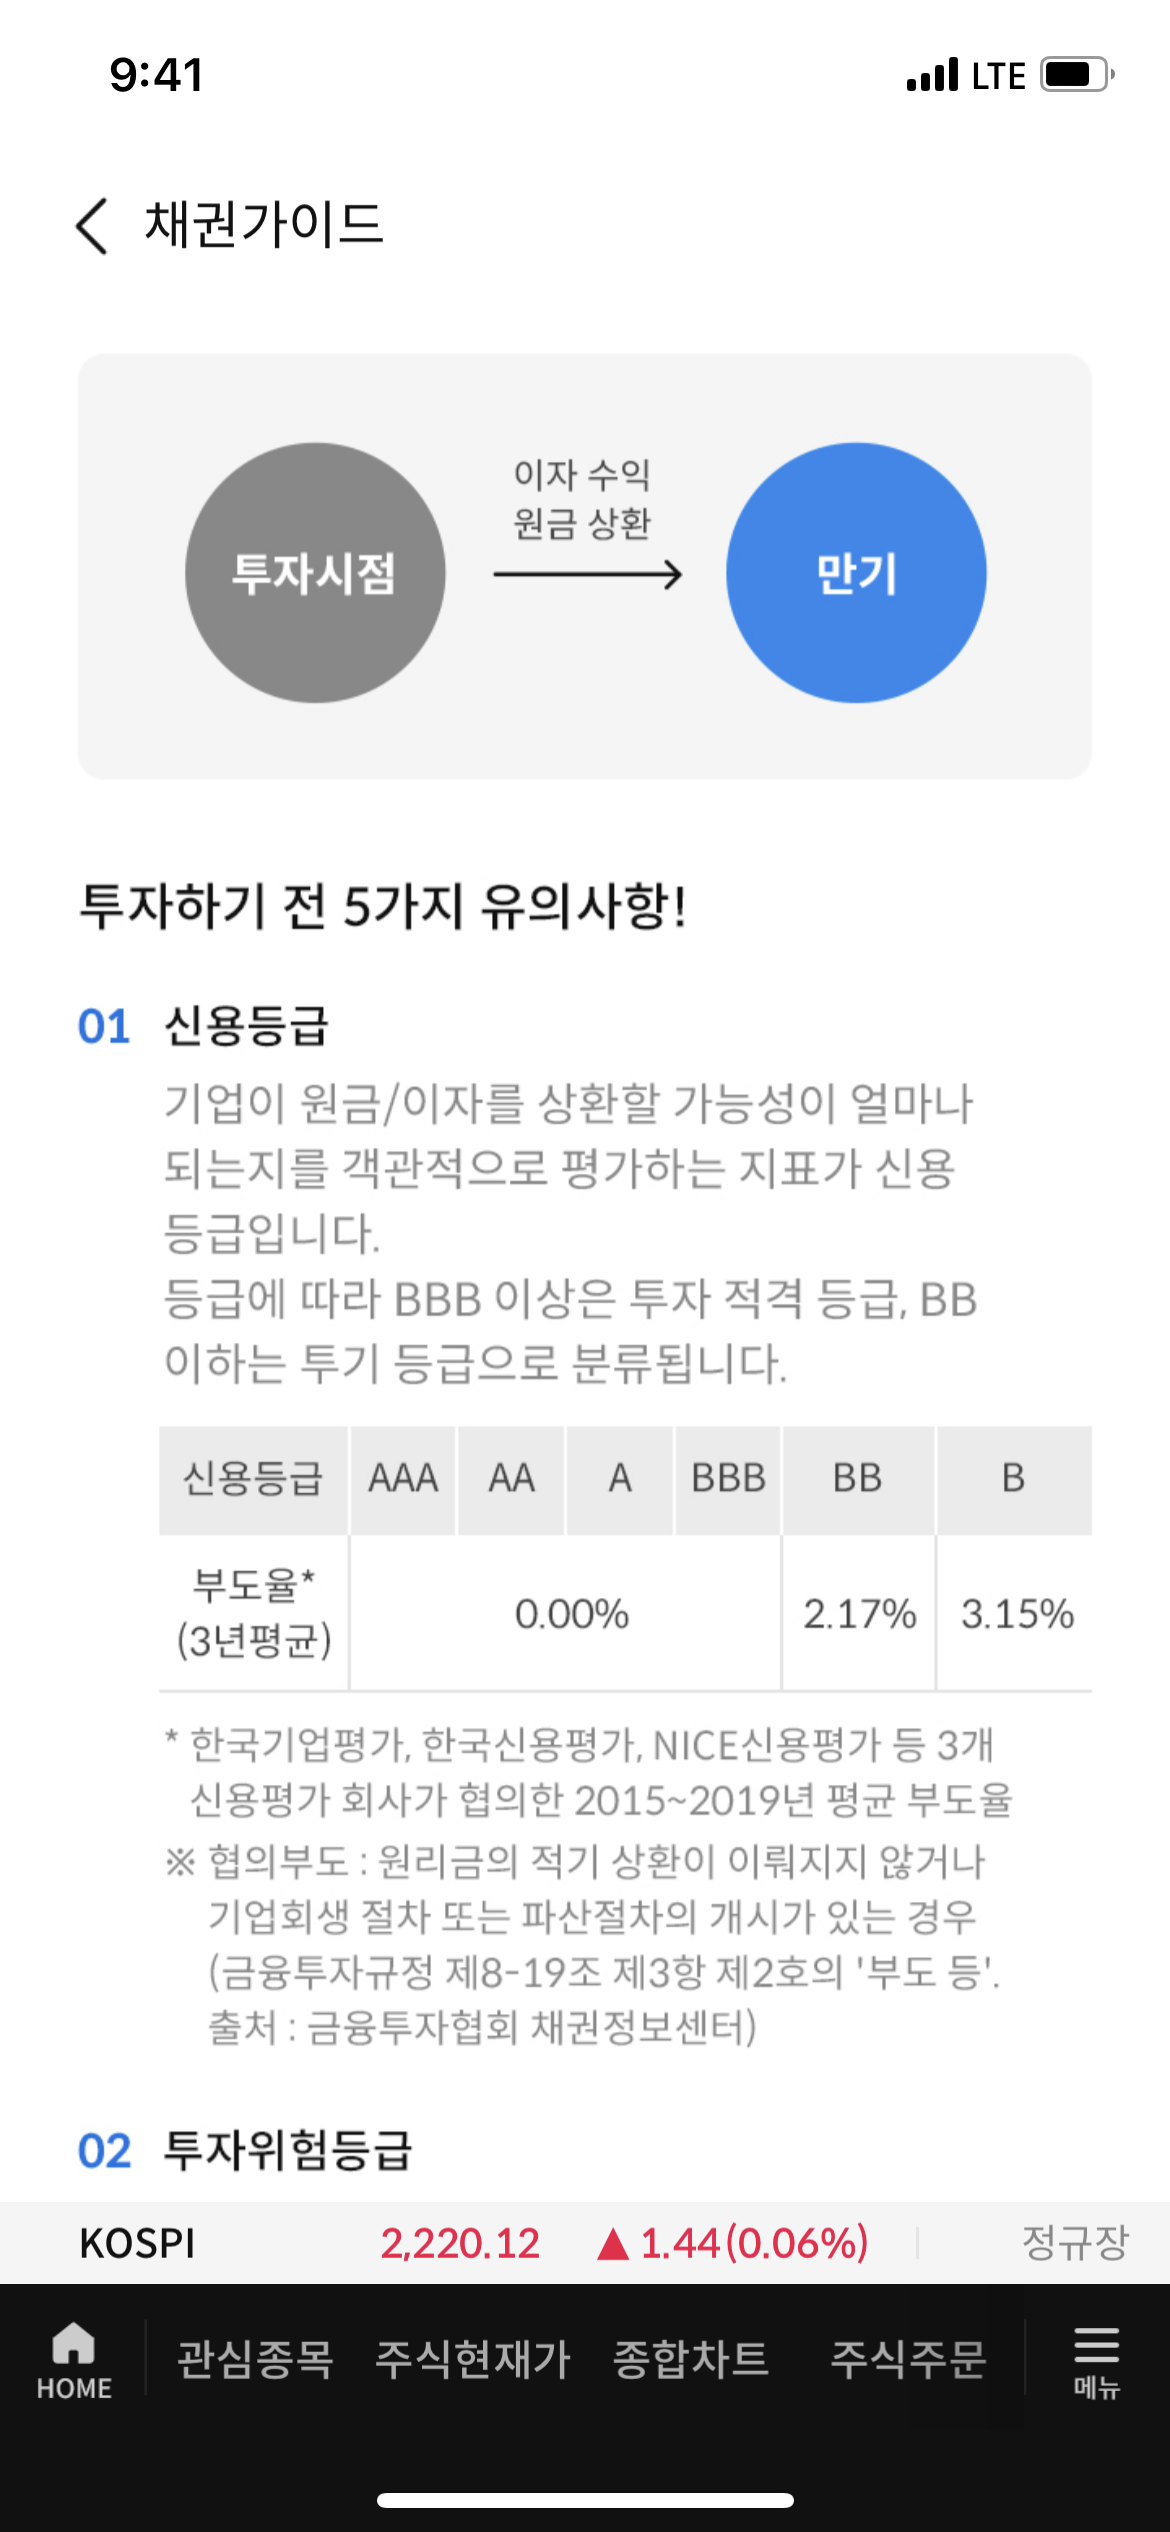 9:41
LTE
채권가이드
투자시점
이자 수익
원금 상환
만기
투자하기 전 5가지 유의사항!
01 신용등급
기업이 원금/이자를 상환할 가능성이 얼마나
되는지를 객관적으로 평가하는 지표가 신용
등급입니다.
등급에 따라 BBB 이상은 투자 적격 등급, BB
이하는 투기 등급으로 분류됩니다.
신용등급 AAA AA A BBB BB B
부도율*
(3년평균)
0.00% 2.17% 3.15%
* 한국기업평가, 한국신용평가, NICE신용평가 등 3개
신용평가 회사가 협의한 2015~2019년 평균 부도율
※ 협의부도 : 원리금의 적기 상환이 이뤄지지 않거나
기업회생 절차 또는 파산절차의 개시가 있는 경우
(금융투자규정 제8-19조 제3항 제2호의 '부도 등'.
출처 : 금융투자협회 채권정보센터)
02 투자위험등급
KOSPI 2,220.12 ▲ 1.44(0.06%) 정규장
HOME 관심종목 주식현재가 종합차트 주식주문 메뉴